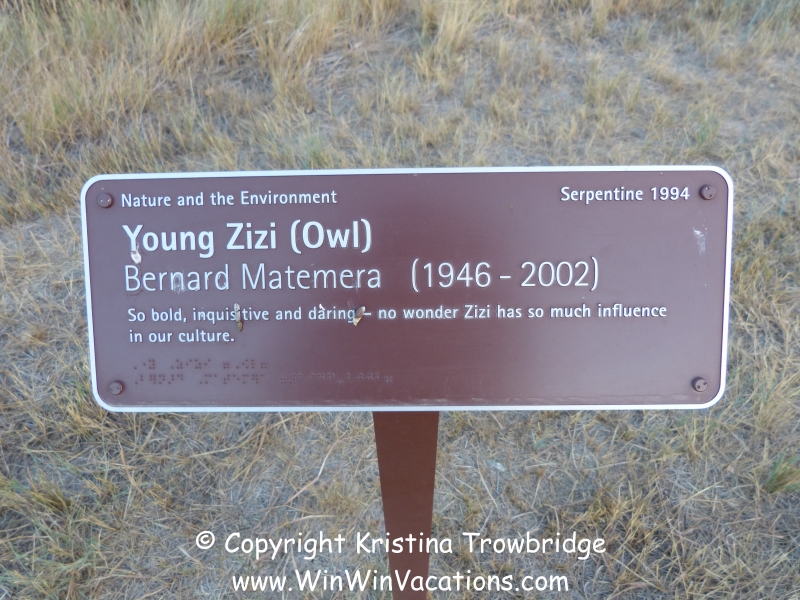 Nature and the Environment Serpentine 1994
Young Zizi (Owl)
Bernard Matemera (1946 - 2002)
So bold, inquisitive and daring – no wonder Zizi has so much influence
in our culture.
© Copyright Kristina Trowbridge
www.WinWinVacations.com